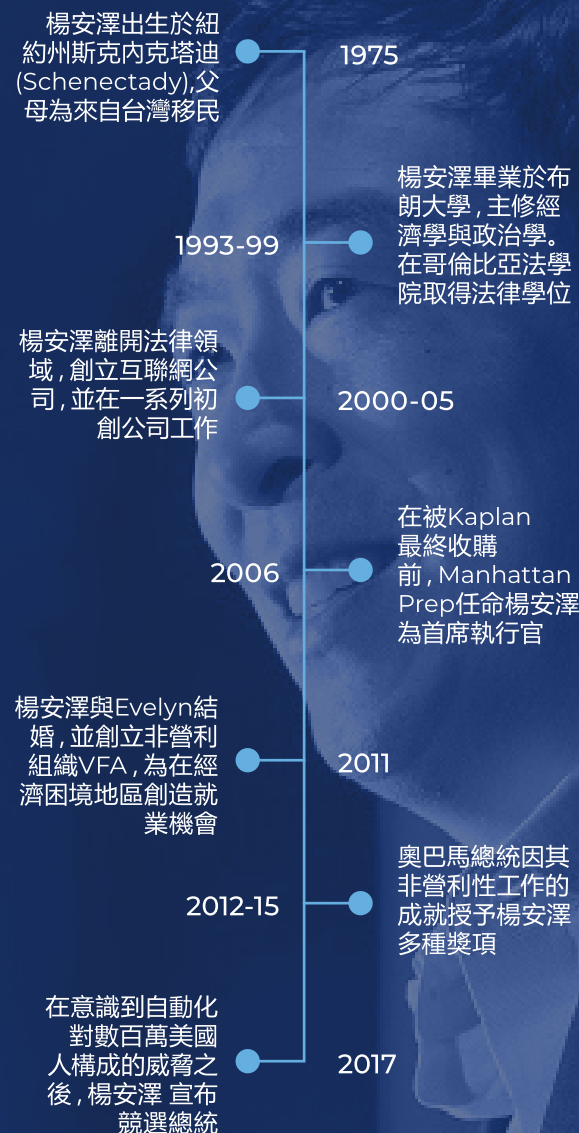 楊安澤出生於紐
約州斯克內克塔迪
(Schenectady),父
母為來自台灣移民
1975
1993-99
楊安澤畢業於布
朗大學,主修經
濟學與政治學。
在哥倫比亞法學
院取得法律學位
楊安澤離開法律領
域,創立互聯網公
司,並在一系列初
創公司工作
2000-05
2006
在被Kaplan
最終收購
前,Manhattan
Prep任命楊安澤
為首席執行官
楊安澤與Evelyn結
婚,並創立非營利
組織VFA,為在經
濟困境地區創造就
業機會
2011
2012-15
奧巴馬總統因其
非營利性工作的
成就授予楊安澤
多種獎項
在意識到自動化
對數百萬美國
人構成的威脅之
後,楊安澤 宣布
競選總統
2017